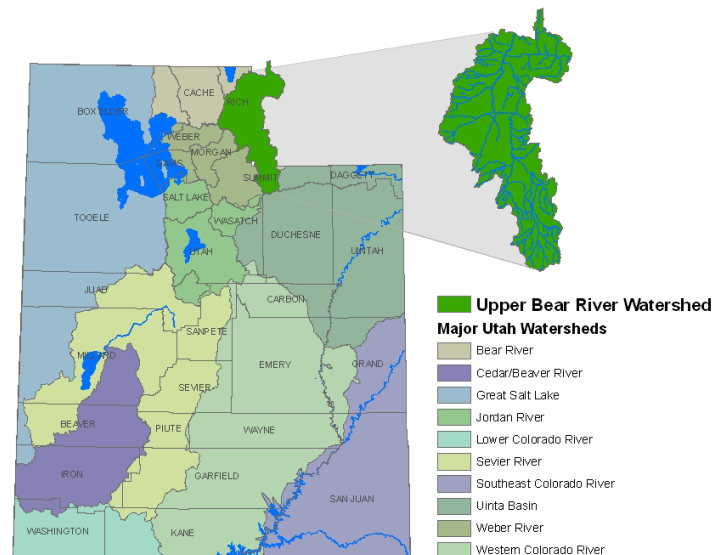 CACHE
RICH
BOX ELDER
WEBER
MORGAN
DAVIS
SUMMIT
DAGGETT
SALT LAKE
TOOELE
WASATCH
DUCHESNE
UINTAH
UTAH
JUAB
CARBON
SANPETE
MILLARD
EMERY
GRAND
SEVIER
BEAVER
PIUTE
WAYNE
IRON
GARFIELD
SAN JUAN
WASHINGTON
KANE
Upper Bear River Watershed
Major Utah Watersheds
Bear River
Cedar/Beaver River
Great Salt Lake
Jordan River
Lower Colorado River
Sevier River
Southeast Colorado River
Uinta Basin
Weber River
Western Colorado River